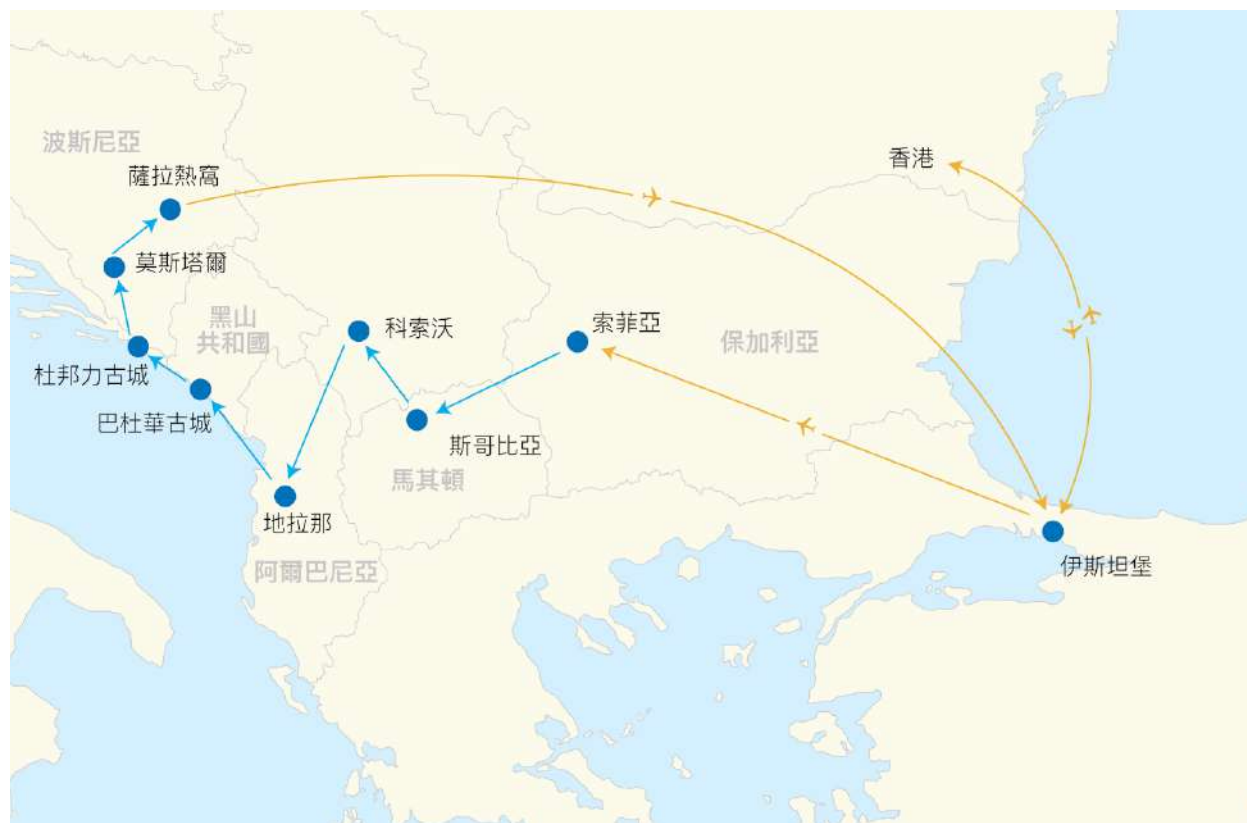 波斯尼亞
薩拉熱窩
香港
莫斯塔爾
黑山
共和國
科索沃
索菲亞
保加利亞
杜邦力古城
巴杜華古城
斯哥比亞
馬其頓
地拉那
阿爾巴尼亞
伊斯坦堡